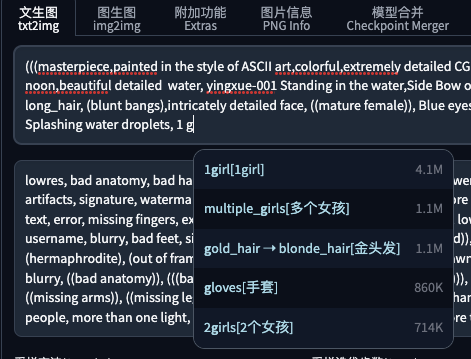 文生图 图生图 附加功能 图片信息 模型合并
txt2img img2img Extras PNG Info Checkpoint Merger
(((masterpiece,painted in the style of ASCII art,colorful,extremely detailed CG
noon,beautiful detailed water, yingxue-001 Standing in the water,Side Bow o
long_hair, (blunt bangs),intricately detailed face, ((mature female)), Blue eyes
Splashing water droplets, 1 g
1girl[1girl] 4.1M
multiple_girls[多个女孩] 1.1M
gold_hair → blonde_hair[金头发] 1.1M
gloves[手套] 860K
2girls[2个女孩] 714K
lowres, bad anatomy, bad ha
artifacts, signature, waterma
text, error, missing fingers, ex
username, blurry, bad feet, si
(hermaphrodite), (out of fram
blurry, ((bad anatomy)), (((ba
((missing arms)), ((missing le
people, more than one light,